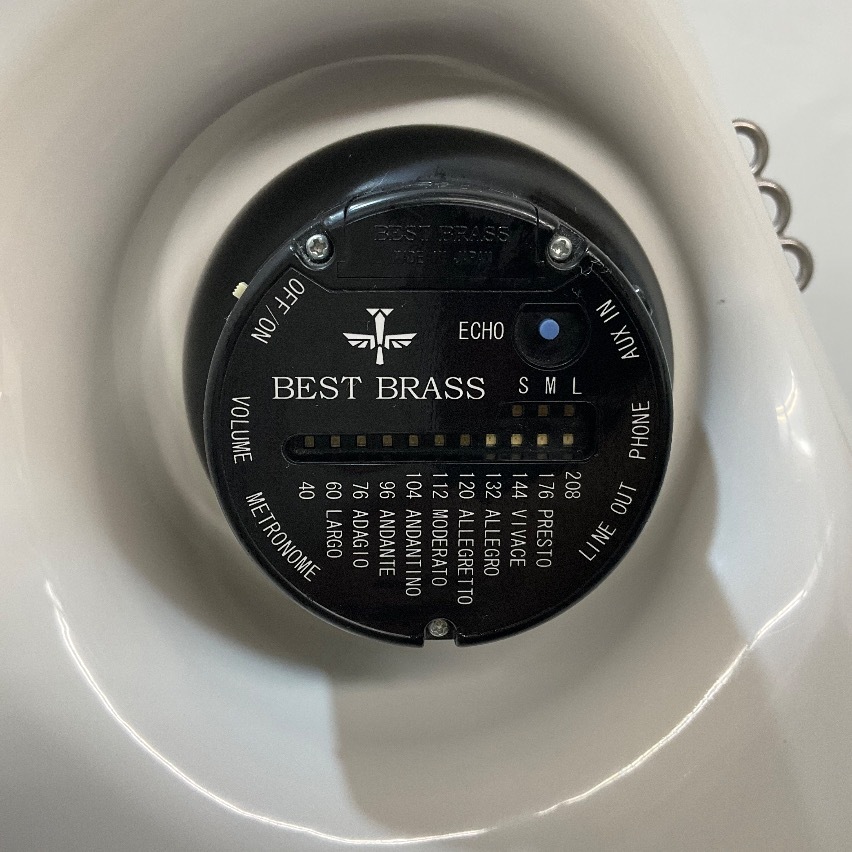 BEST BRASS
MADE IN JAPAN
OFF/ON
ECHO
AUX IN
BEST BRASS
S M L
VOLUME
PHONE
METRONOME
LINE OUT
40
60 LARGO
76 ADAGIO
96 ANDANTE
104 ANDANTINO
112 MODERATO
120 ALLEGRETTO
132 ALLEGRO
144 VIVACE
176 PRESTO
208